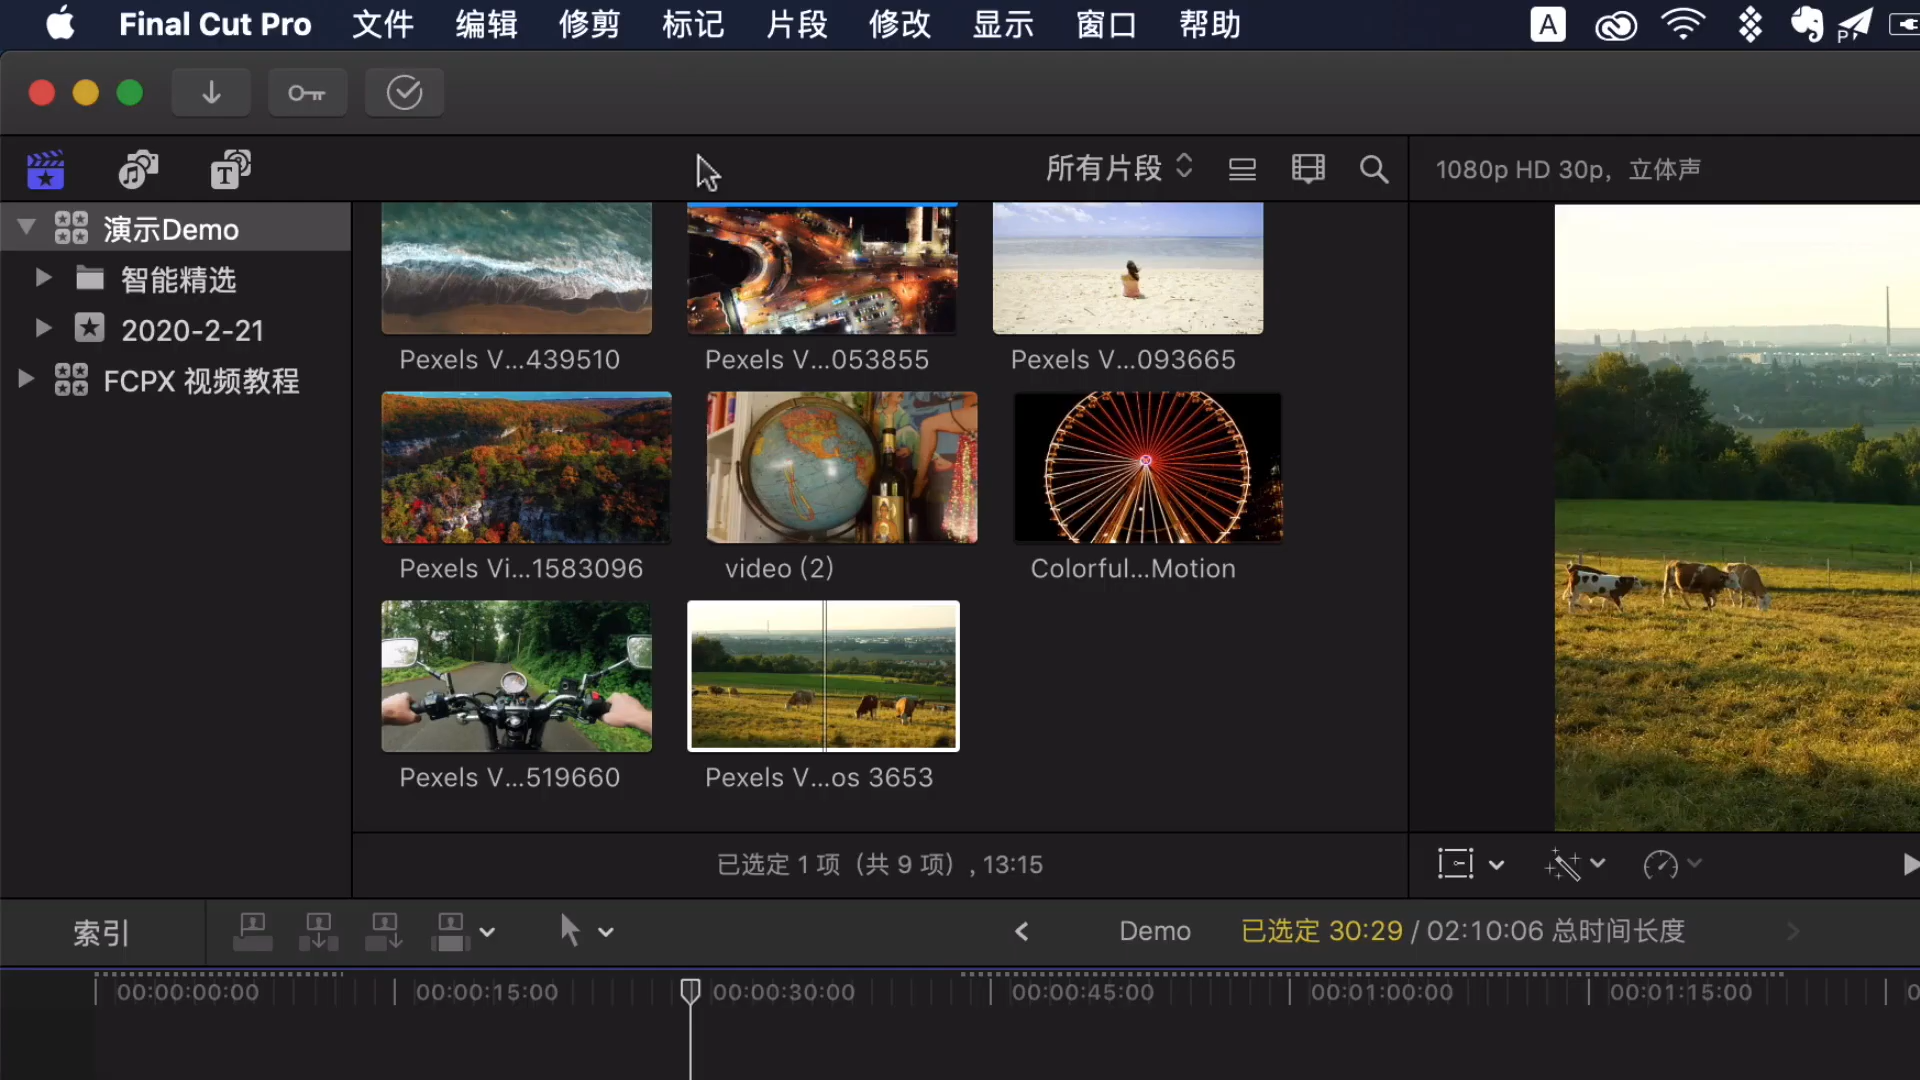 Final Cut Pro 文件 编辑 修剪 标记 片段 修改 显示 窗口 帮助 A
所有片段
1080p HD 30p，立体声
演示Demo
智能精选
2020-2-21
FCPX 视频教程
Pexels V...439510
Pexels V...053855
Pexels V...093665
Pexels Vi...1583096
video (2)
Colorful...Motion
Pexels V...519660
Pexels V...os 3653
已选定 1 项（共 9 项）, 13:15
索引
Demo
已选定 30:29 / 02:10:06 总时间长度
00:00:00:00 00:00:15:00 00:00:30:00 00:00:45:00 00:01:00:00 00:01:15:00